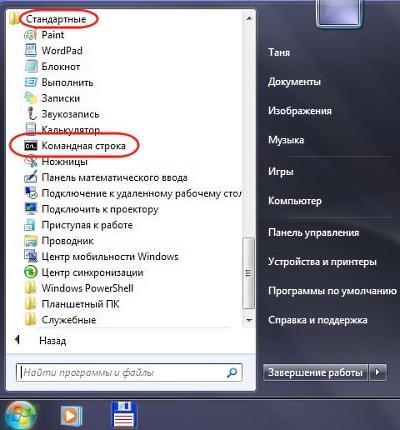 Стандартные
Paint
WordPad
Блокнот
Выполнить
Записки
Звукозапись
Калькулятор
Командная строка
Ножницы
Панель математического ввода
Подключение к удаленному рабочему стол
Подключить к проектору
Приступая к работе
Проводник
Центр мобильности Windows
Центр синхронизации
Windows PowerShell
Планшетный ПК
Служебные
Назад
Найти программы и файлы
Таня
Документы
Изображения
Музыка
Игры
Компьютер
Панель управления
Устройства и принтеры
Программы по умолчанию
Справка и поддержка
Завершение работы